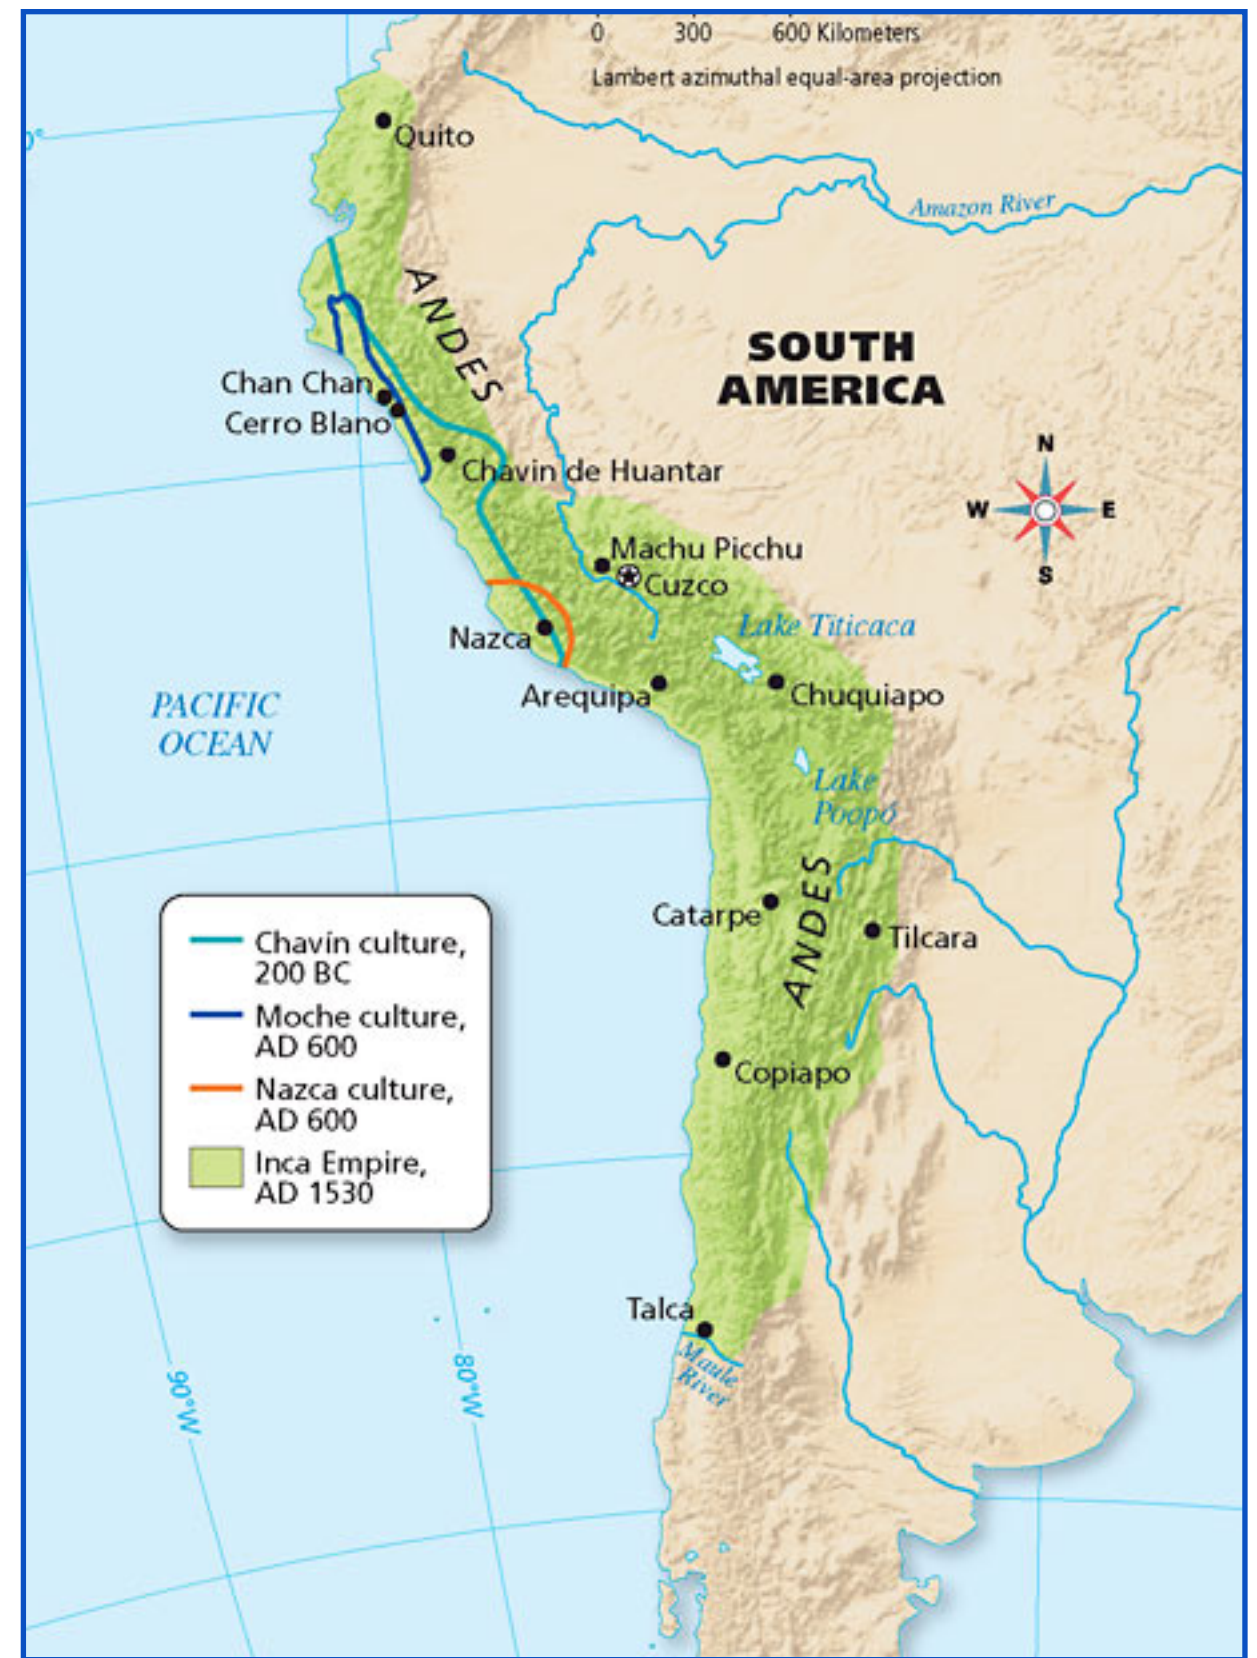 0 300 600 Kilometers
Lambert azimuthal equal-area projection
0°
Quito
Amazon River
ANDES
SOUTH
AMERICA
Chan Chan
Cerro Blano
Chavin de Huantar
N
W E
S
Machu Picchu
Cuzco
Nazca
Lake Titicaca
Arequipa
Chuquiapo
PACIFIC
OCEAN
Lake
Poopó
ANDES
Catarpe
Tilcara
Copiapo
Chavin culture,
200 BC
Moche culture,
AD 600
Nazca culture,
AD 600
Inca Empire,
AD 1530
Talca
Maule
River
90°W
80°W